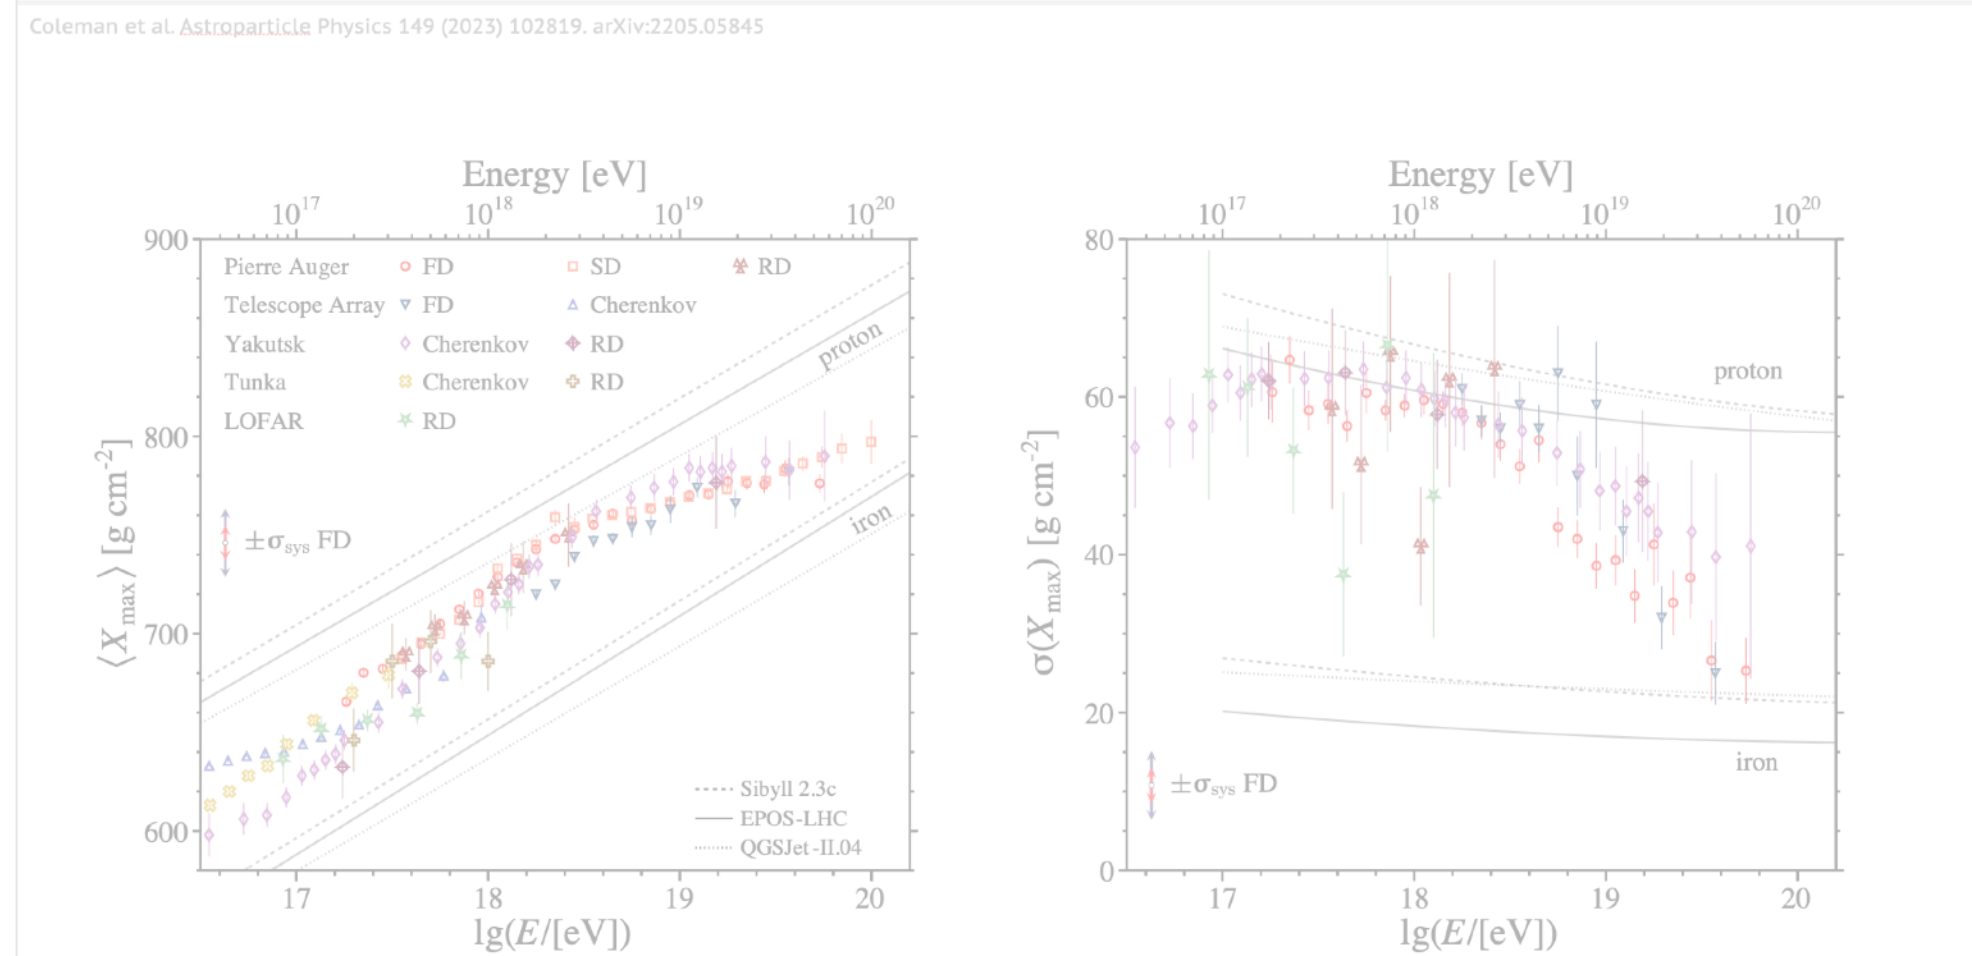 Coleman et al. Astroparticle Physics 149 (2023) 102819. arXiv:2205.05845
Energy [eV]
10^17 10^18 10^19 10^20
900
800
700
600
⟨X_max⟩ [g cm^-2]
Pierre Auger FD SD RD
Telescope Array FD Cherenkov
Yakutsk Cherenkov RD
Tunka Cherenkov RD
LOFAR RD
proton
iron
±σ_sys FD
Sibyll 2.3c
EPOS-LHC
QGSJet-II.04
17 18 19 20
lg(E/[eV])
Energy [eV]
10^17 10^18 10^19 10^20
80
60
40
20
0
σ(X_max) [g cm^-2]
proton
iron
±σ_sys FD
17 18 19 20
lg(E/[eV])